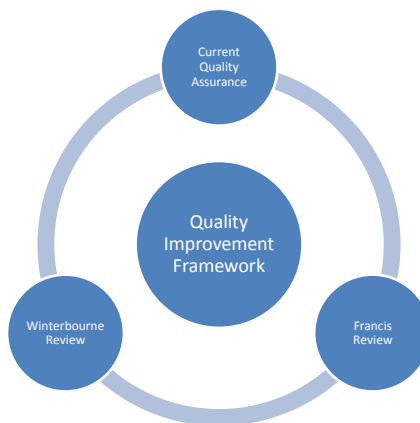 Current
Quality
Assurance
Quality
Improvement
Framework
Winterbourne
Review
Francis
Review